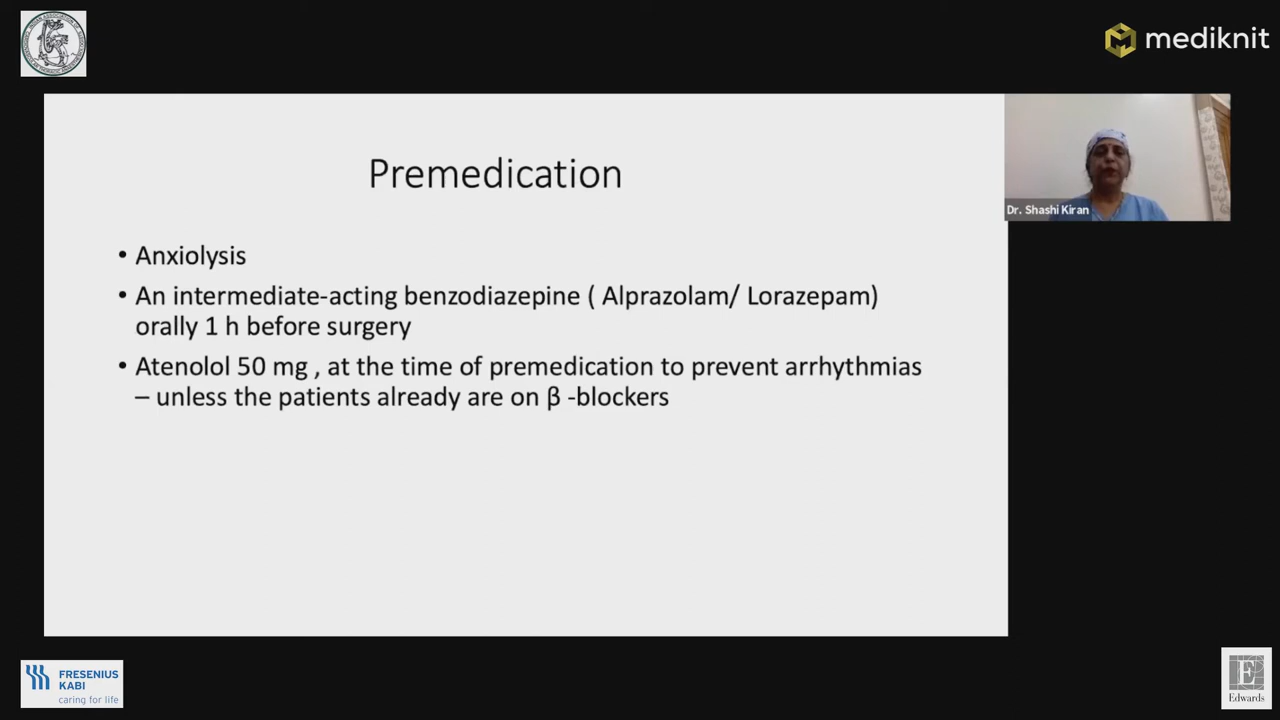 mediknit
Premedication
Dr. Shashi Kiran
• Anxiolysis
• An intermediate-acting benzodiazepine ( Alprazolam/ Lorazepam)
orally 1 h before surgery
• Atenolol 50 mg , at the time of premedication to prevent arrhythmias
– unless the patients already are on β -blockers
FRESENIUS
KABI
caring for life
E
Edwards